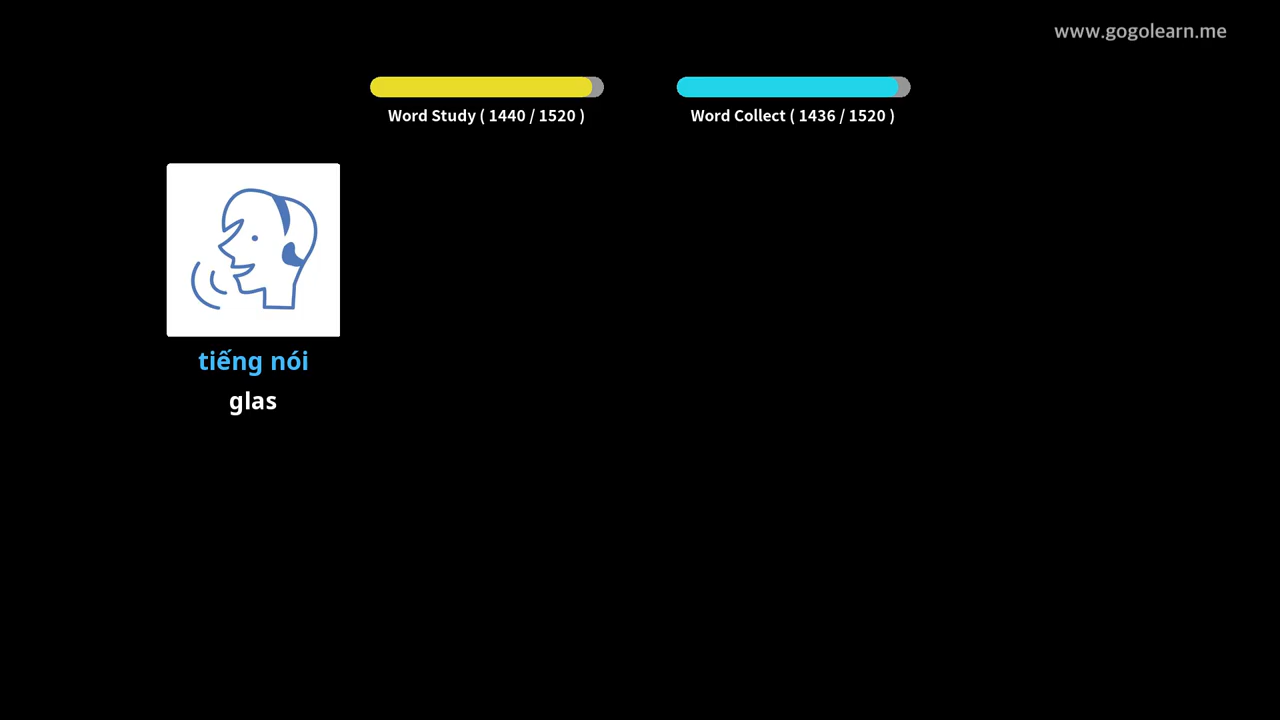 www.gogolearn.me
Word Study ( 1440 / 1520 )
Word Collect ( 1436 / 1520 )
tiếng nói
glas